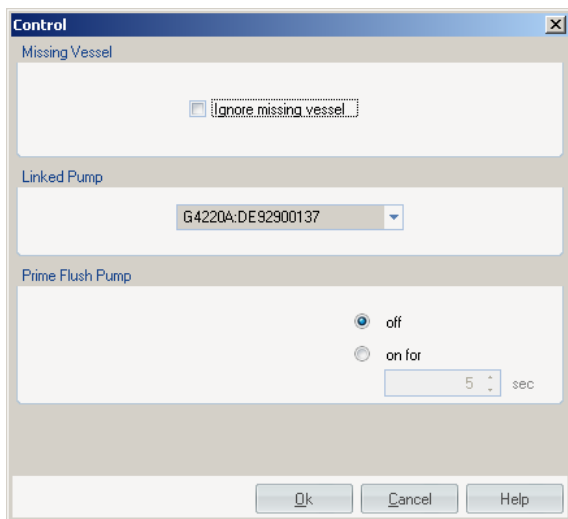 Control
Missing Vessel
Ignore missing vessel
Linked Pump
G4220A:DE92900137
Prime Flush Pump
off
on for
5 sec
Ok Cancel Help